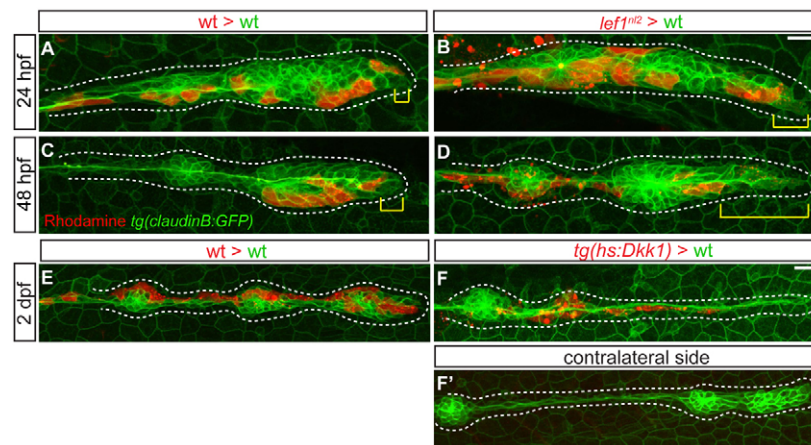 wt > wt
lef1ⁿˡ² > wt
24 hpf
A
B
48 hpf
C
D
Rhodamine tg(claudinB:GFP)
wt > wt
tg(hs:Dkk1) > wt
2 dpf
E
F
contralateral side
F'